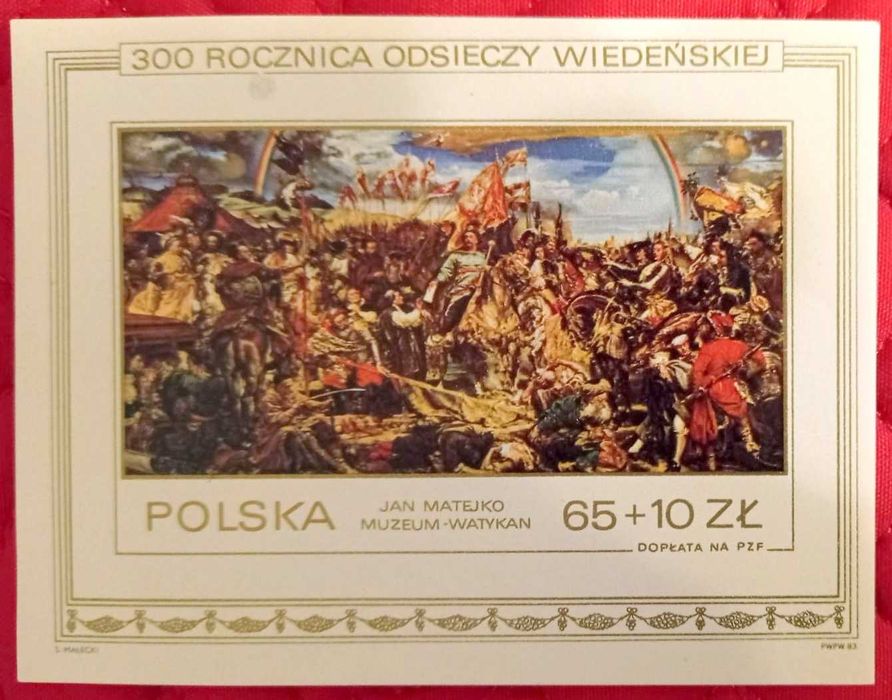 300 ROCZNICA ODSIECZY WIEDEŃSKIEJ
POLSKA
JAN MATEJKO
MUZEUM-WATYKAN
65+10 ZŁ
DOPŁATA NA PZF
S. MAŁECKI
PWPW 83